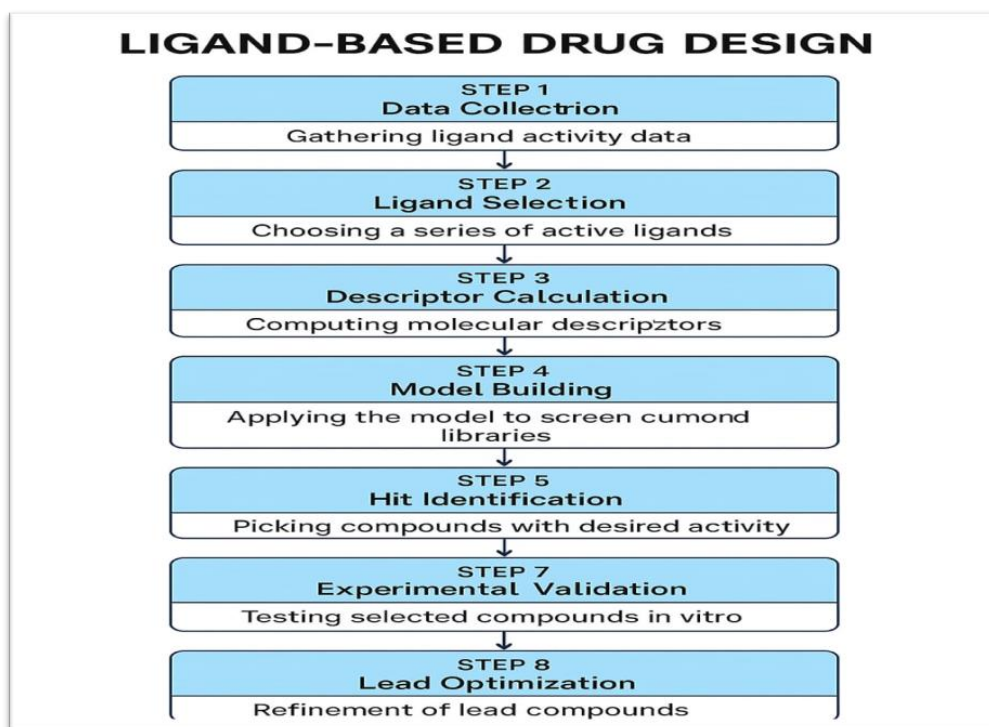 LIGAND-BASED DRUG DESIGN
STEP 1
Data Collectrion
Gathering ligand activity data
STEP 2
Ligand Selection
Choosing a series of active ligands
STEP 3
Descriptor Calculation
Computing molecular descripztors
STEP 4
Model Building
Applying the model to screen cumond
libraries
STEP 5
Hit Identification
Picking compounds with desired activity
STEP 7
Experimental Validation
Testing selected compounds in vitro
STEP 8
Lead Optimization
Refinement of lead compounds